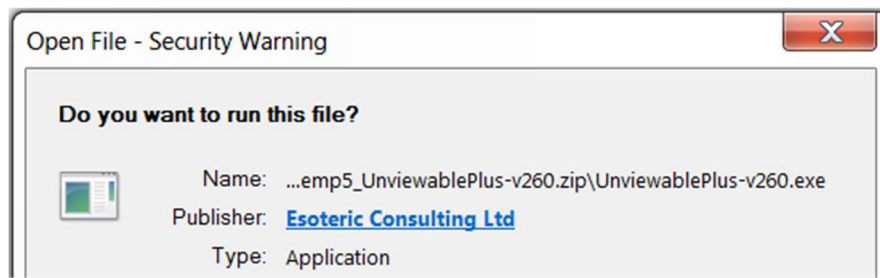 Open File - Security Warning
Do you want to run this file?
Name: ...emp5_UnviewablePlus-v260.zip\UnviewablePlus-v260.exe
Publisher: Esoteric Consulting Ltd
Type: Application